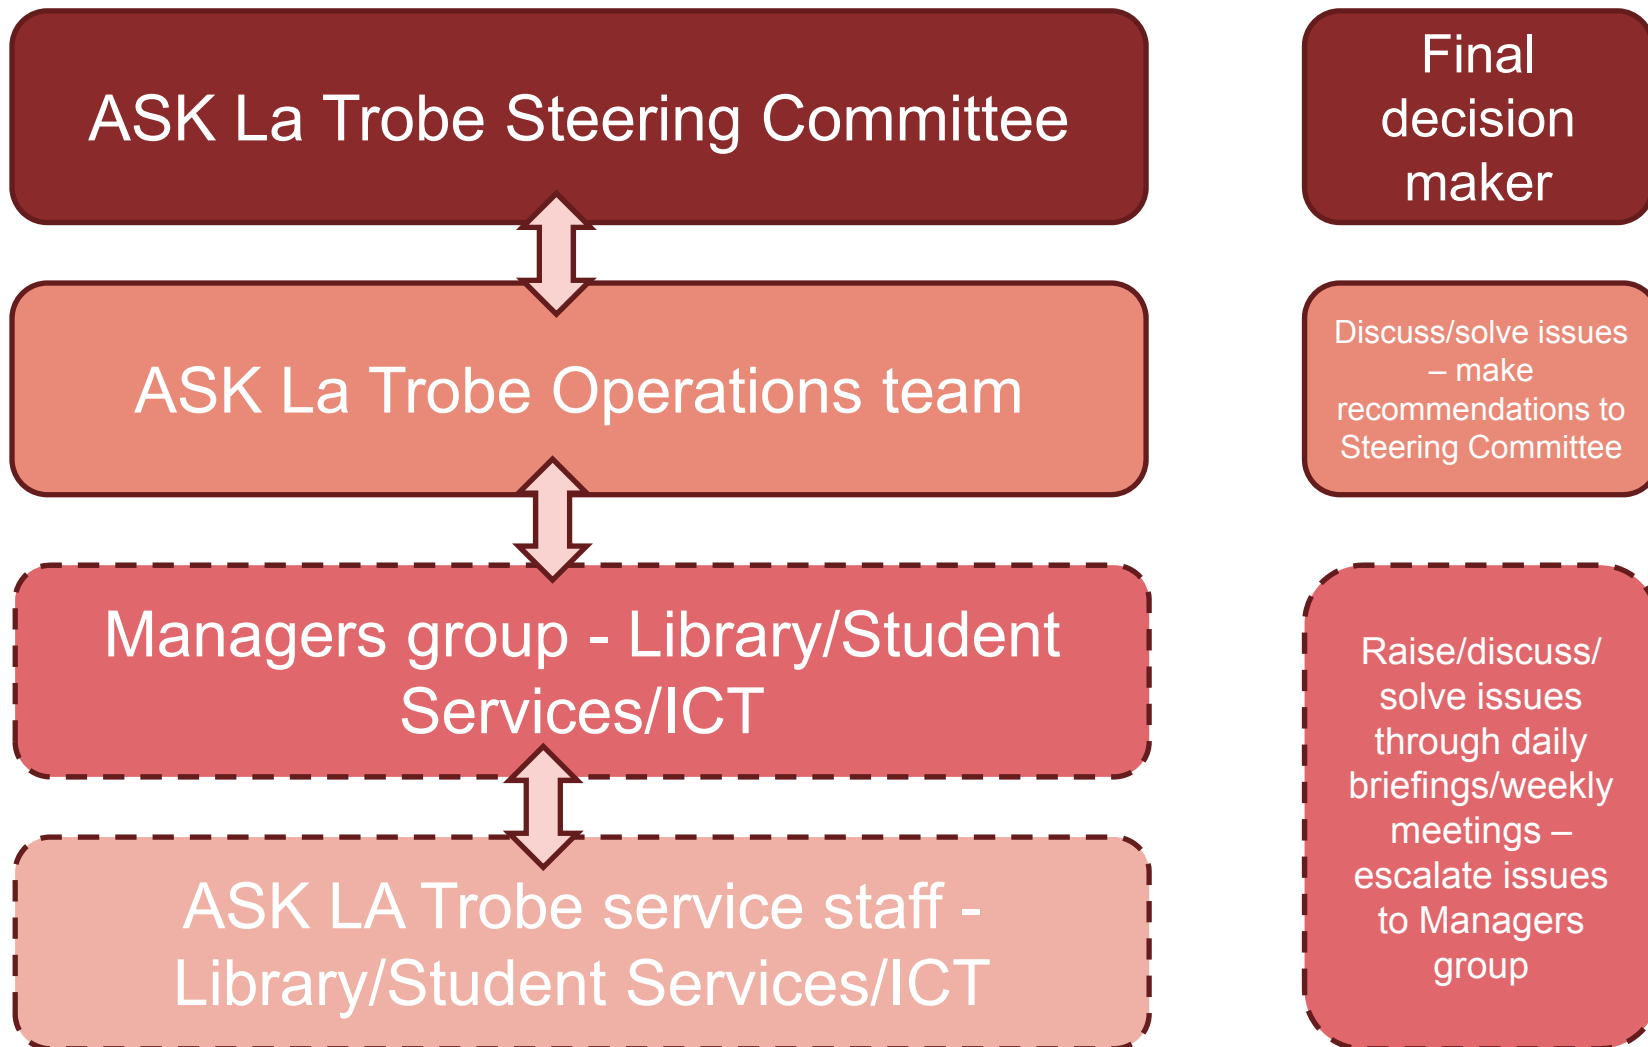 ASK La Trobe Steering Committee
Final
decision
maker
ASK La Trobe Operations team
Discuss/solve issues
– make
recommendations to
Steering Committee
Managers group - Library/Student
Services/ICT
ASK LA Trobe service staff -
Library/Student Services/ICT
Raise/discuss/
solve issues
through daily
briefings/weekly
meetings –
escalate issues
to Managers
group